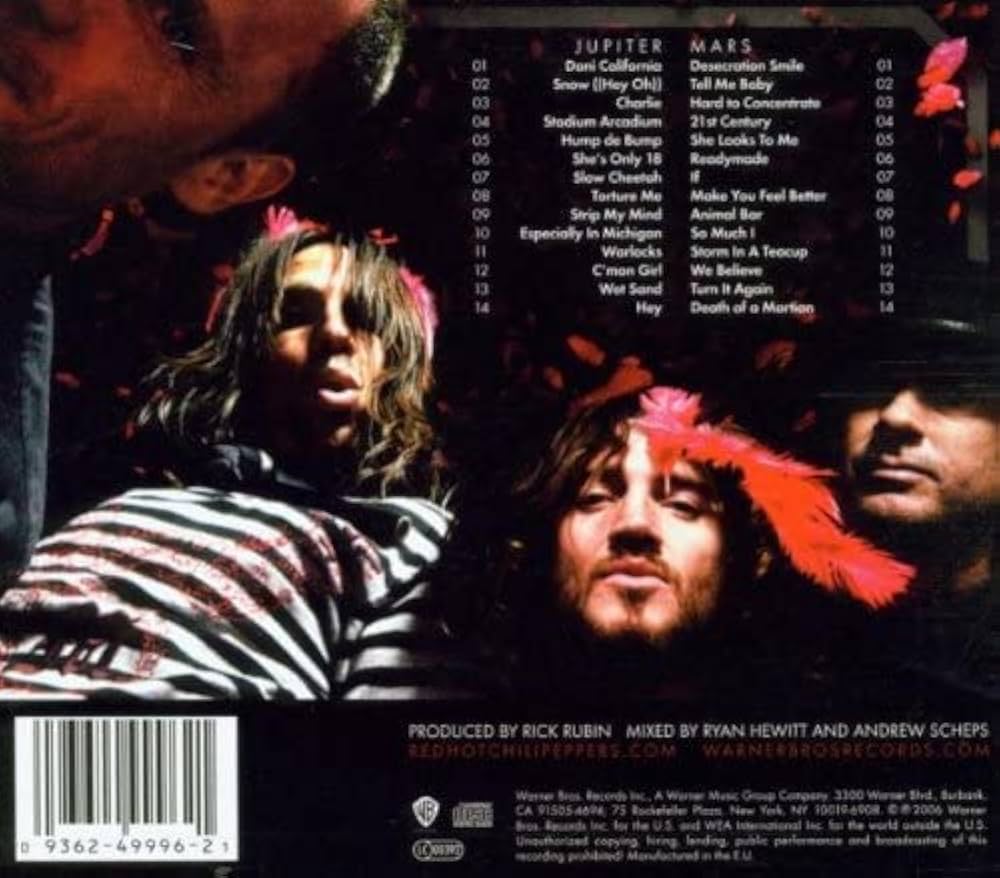 JUPITER MARS
01 Dani California Desecration Smile 01
02 Snow ((Hey Oh)) Tell Me Baby 02
03 Charlie Hard to Concentrate 03
04 Stadium Arcadium 21st Century 04
05 Hump de Bump She Looks To Me 05
06 She's Only 18 Readymade 06
07 Slow Cheetah If 07
08 Torture Me Make You Feel Better 08
09 Strip My Mind Animal Bar 09
10 Especially In Michigan So Much I 10
11 Warlocks Storm In A Teacup 11
12 C'mon Girl We Believe 12
13 Wet Sand Turn It Again 13
14 Hey Death of a Martian 14
PRODUCED BY RICK RUBIN MIXED BY RYAN HEWITT AND ANDREW SCHEPS
REDHOTCHILIPEPPERS.COM WARNERBROSRECORDS.COM
Warner Bros. Records Inc., A Warner Music Group Company. 3300 Warner Blvd., Burbank,
CA 91505-4694, 75 Rockefeller Plaza, New York, NY 10019-6908. ©℗2006 Warner
Bros. Records Inc. for the U.S. and WEA International Inc. for the world outside the U.S.
Unauthorized copying, hiring, lending, public performance and broadcasting of this
recording prohibited! Manufactured in the E.U.
WB disc
LC 00392
0 9362-49996-2 1